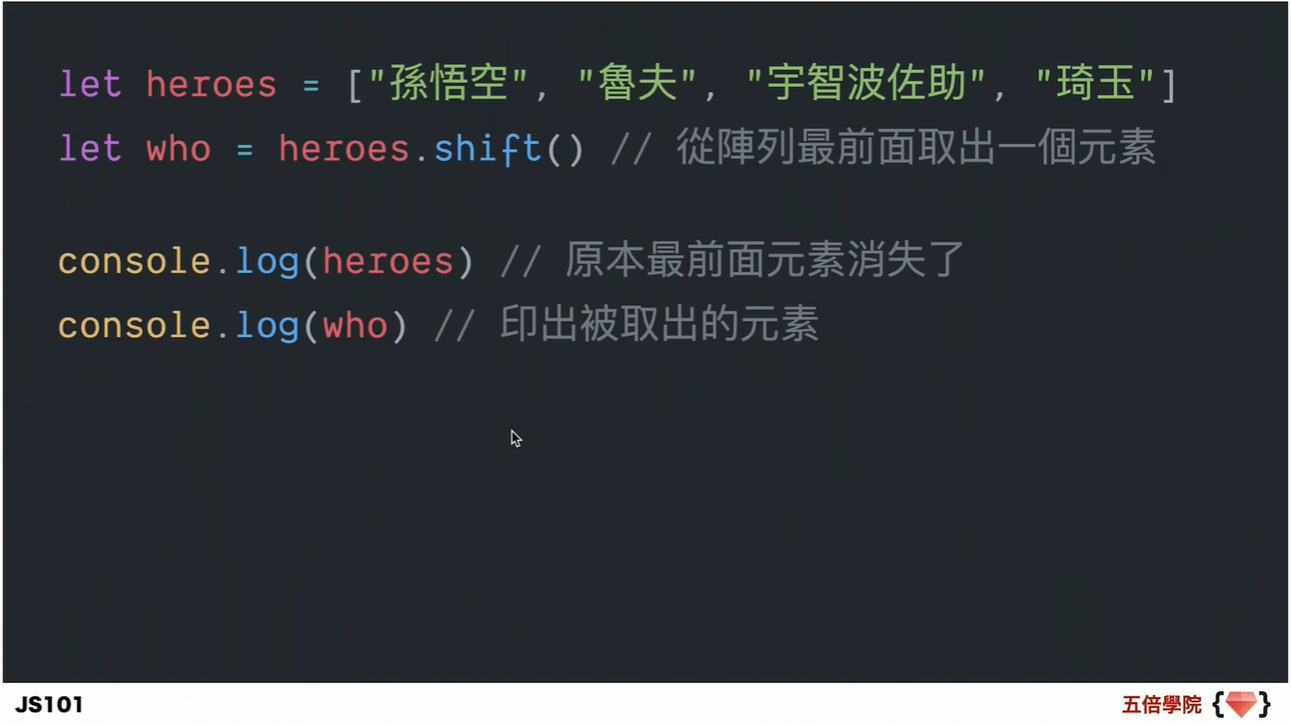 let heroes = ["孫悟空", "魯夫", "宇智波佐助", "琦玉"]
let who = heroes.shift() // 從陣列最前面取出一個元素
console.log(heroes) // 原本最前面元素消失了
console.log(who) // 印出被取出的元素
JS101
五倍學院